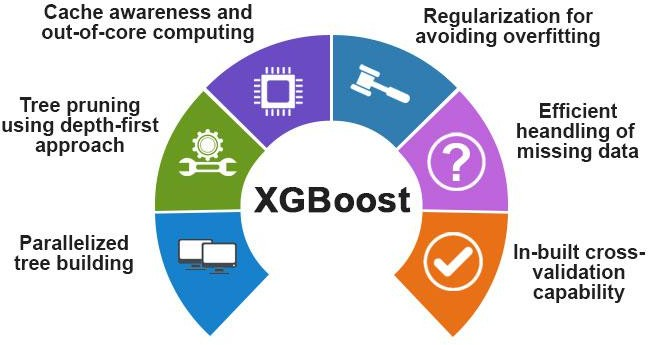 Cache awareness and
out-of-core computing
Regularization for
avoiding overfitting
Tree pruning
using depth-first
approach
Efficient
heandling of
missing data
XGBoost
Parallelized
tree building
In-built cross-
validation
capability
?